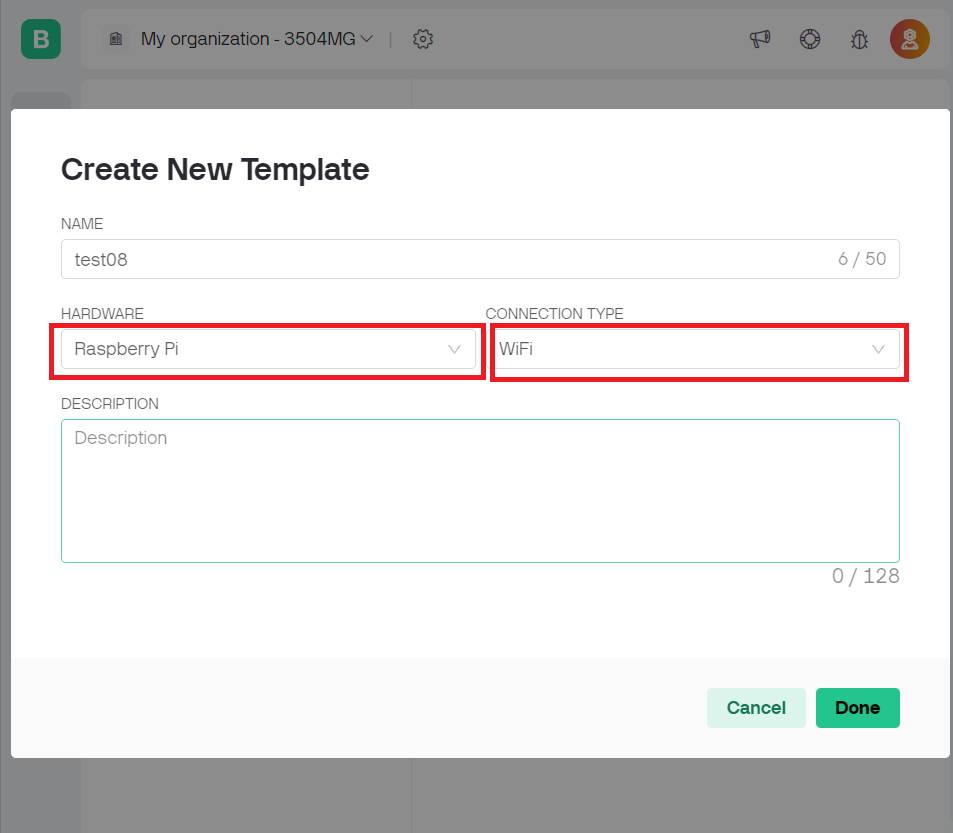 B
My organization - 3504MG
Create New Template
NAME
test08
6 / 50
HARDWARE
CONNECTION TYPE
Raspberry Pi
WiFi
DESCRIPTION
Description
0 / 128
Cancel
Done